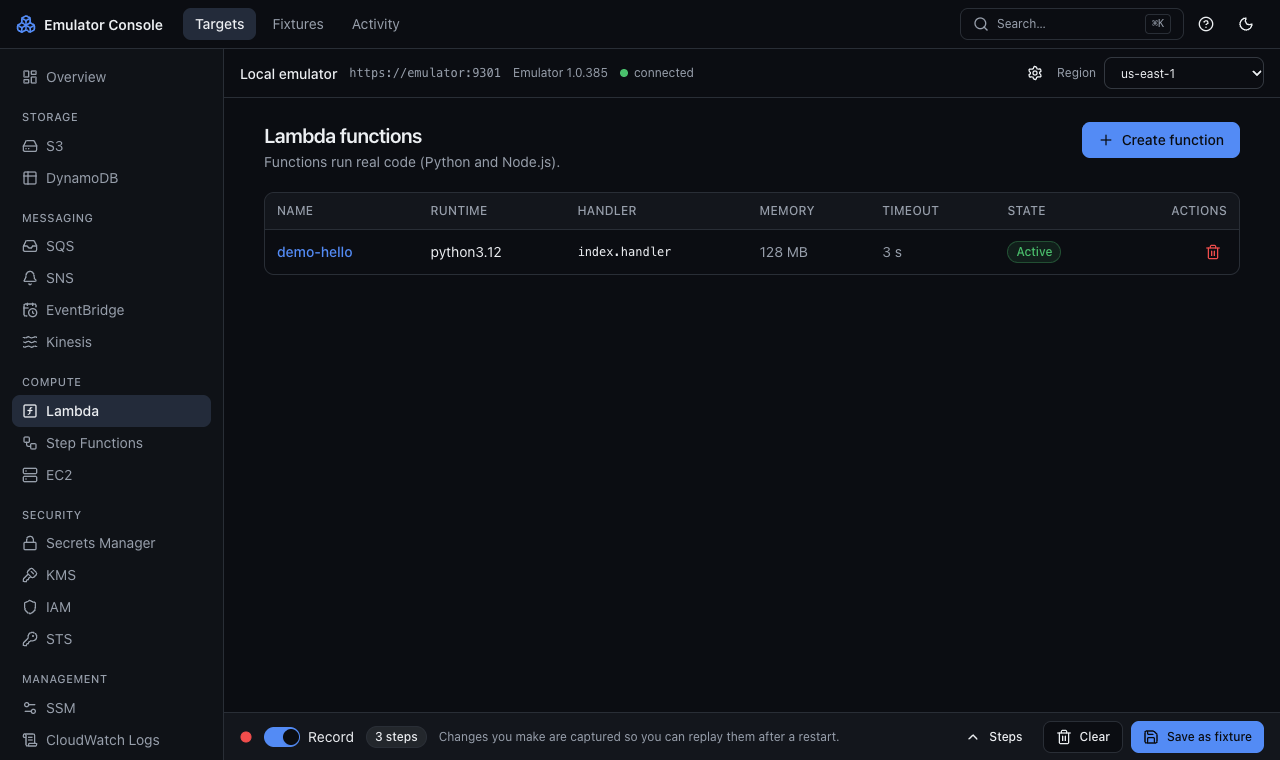 Emulator Console Targets Fixtures Activity Search... ⌘K
Local emulator https://emulator:9301 Emulator 1.0.385 connected Region us-east-1
Overview
STORAGE
S3
DynamoDB
MESSAGING
SQS
SNS
EventBridge
Kinesis
COMPUTE
Lambda
Step Functions
EC2
SECURITY
Secrets Manager
KMS
IAM
STS
MANAGEMENT
SSM
CloudWatch Logs
Lambda functions
Functions run real code (Python and Node.js).
Create function
NAME RUNTIME HANDLER MEMORY TIMEOUT STATE ACTIONS
demo-hello python3.12 index.handler 128 MB 3 s Active
Record 3 steps Changes you make are captured so you can replay them after a restart. Steps Clear Save as fixture